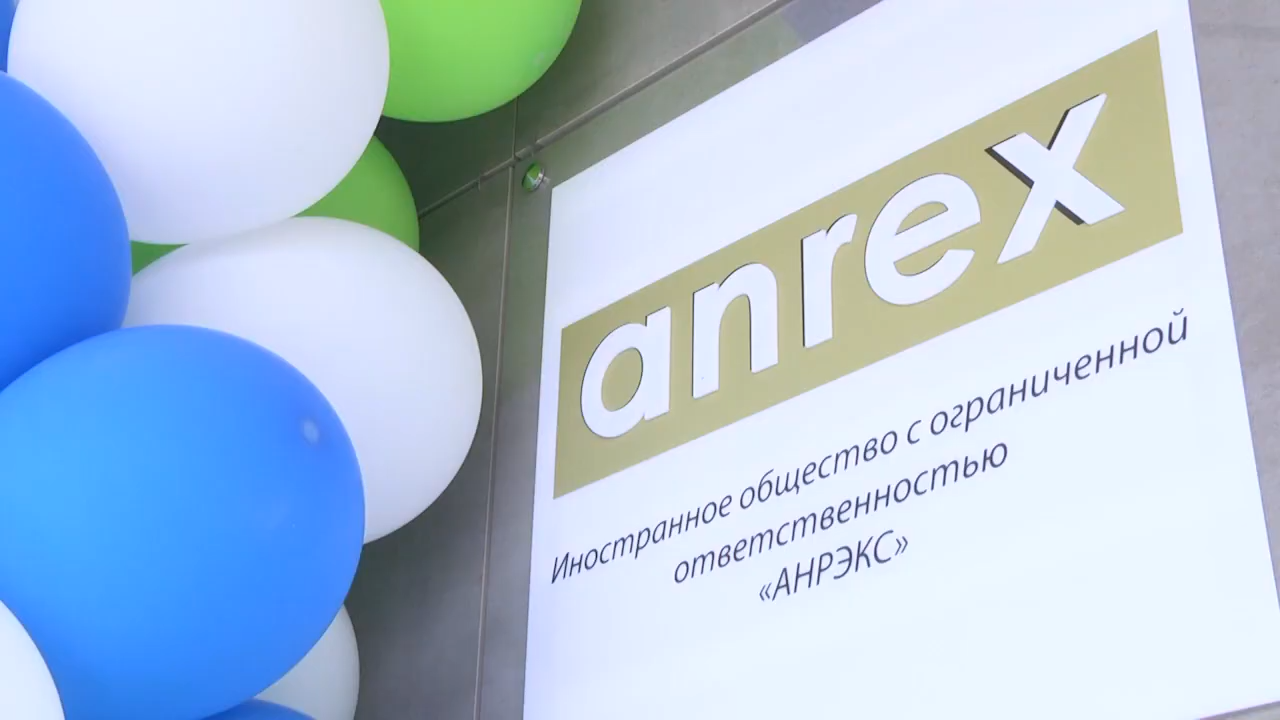 anrex
Иностранное общество с ограниченной
ответственностью
«АНРЭКС»